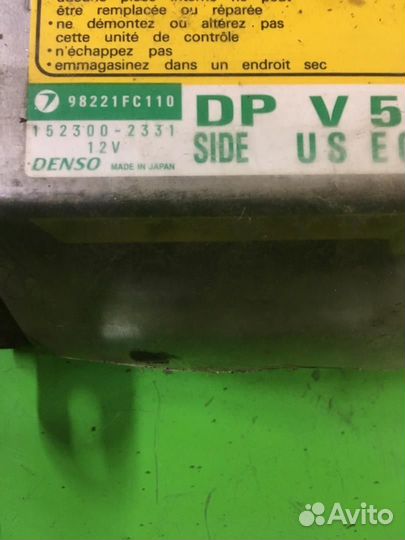 être remplacée ou réparée
•ne démontez ou altérez pas
cette unité de contrôle
•n'échappez pas
•emmagasinez dans un endroit sec
98221FC110
DP V5
152300-2331
12V
SIDE US
DENSO MADE IN JAPAN
Avito